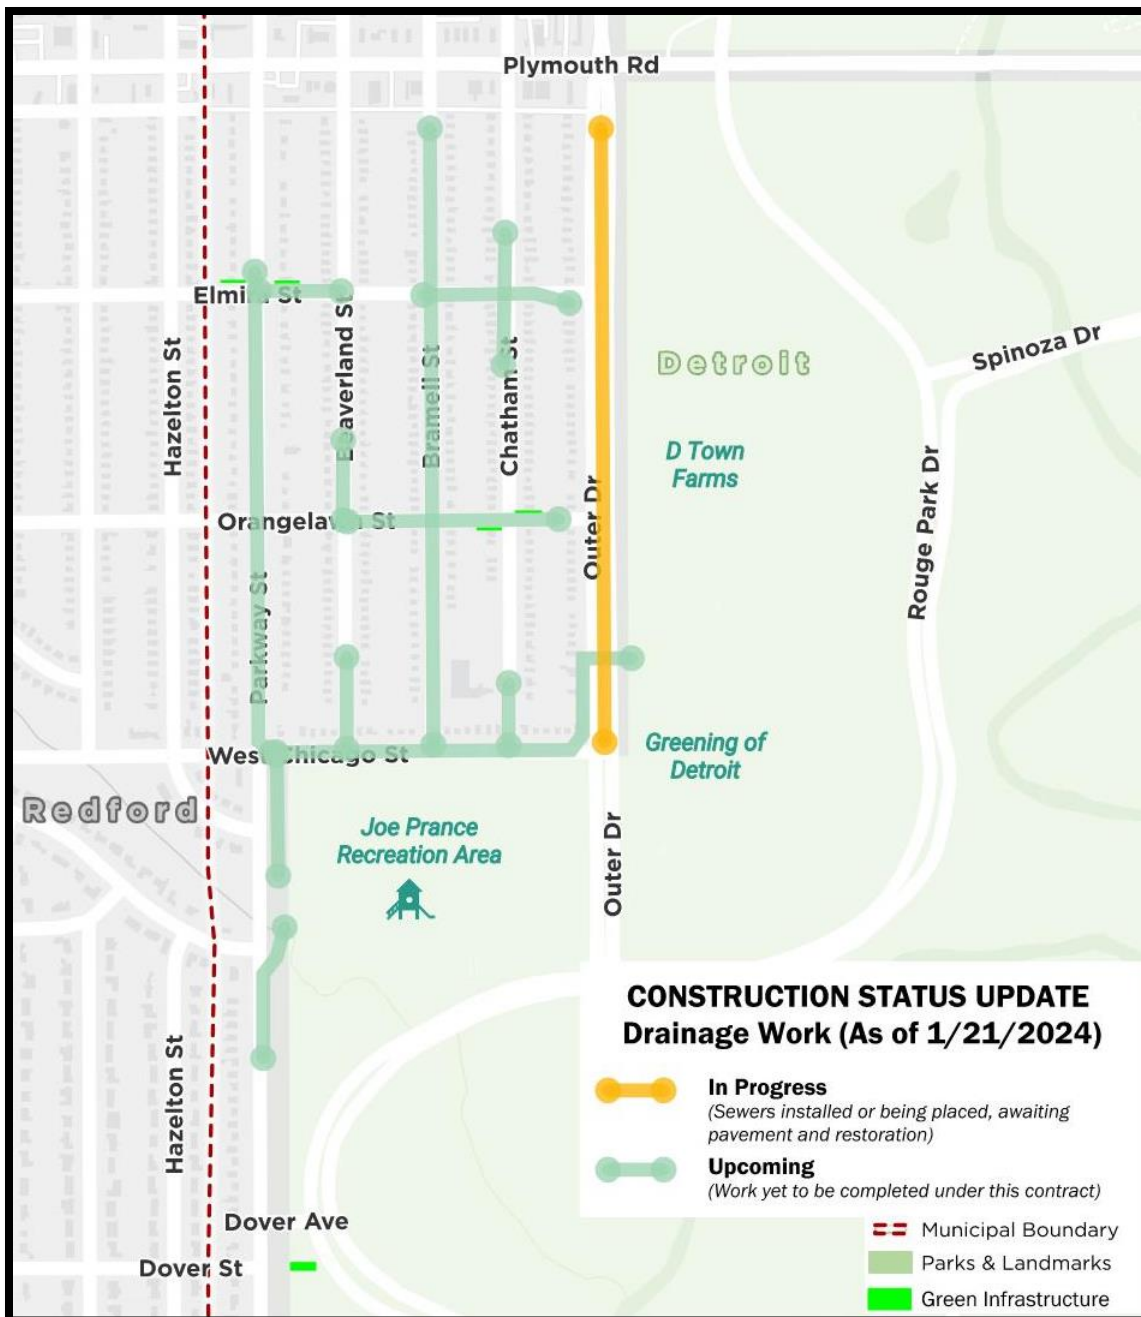 Plymouth Rd
Elmira St
Hazelton St
Beaverland St
Bramell St
Chatham St
Detroit
Spinoza Dr
D Town
Farms
Outer Dr
Rouge Park Dr
Orangelawn St
Parkway St
West Chicago St
Greening of
Detroit
Redford
Joe Prance
Recreation Area
Outer Dr
Hazelton St
Dover Ave
Dover St
CONSTRUCTION STATUS UPDATE
Drainage Work (As of 1/21/2024)
In Progress
(Sewers installed or being placed, awaiting
pavement and restoration)
Upcoming
(Work yet to be completed under this contract)
Municipal Boundary
Parks & Landmarks
Green Infrastructure